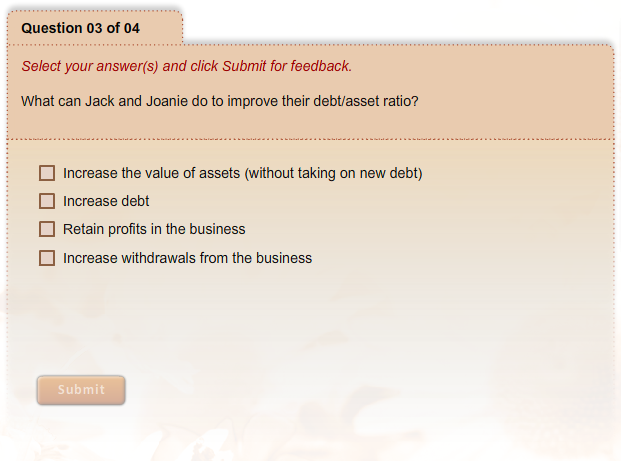 Question 03 of 04
Select your answer(s) and click Submit for feedback.
What can Jack and Joanie do to improve their debt/asset ratio?
Increase the value of assets (without taking on new debt)
Increase debt
Retain profits in the business
Increase withdrawals from the business
Submit